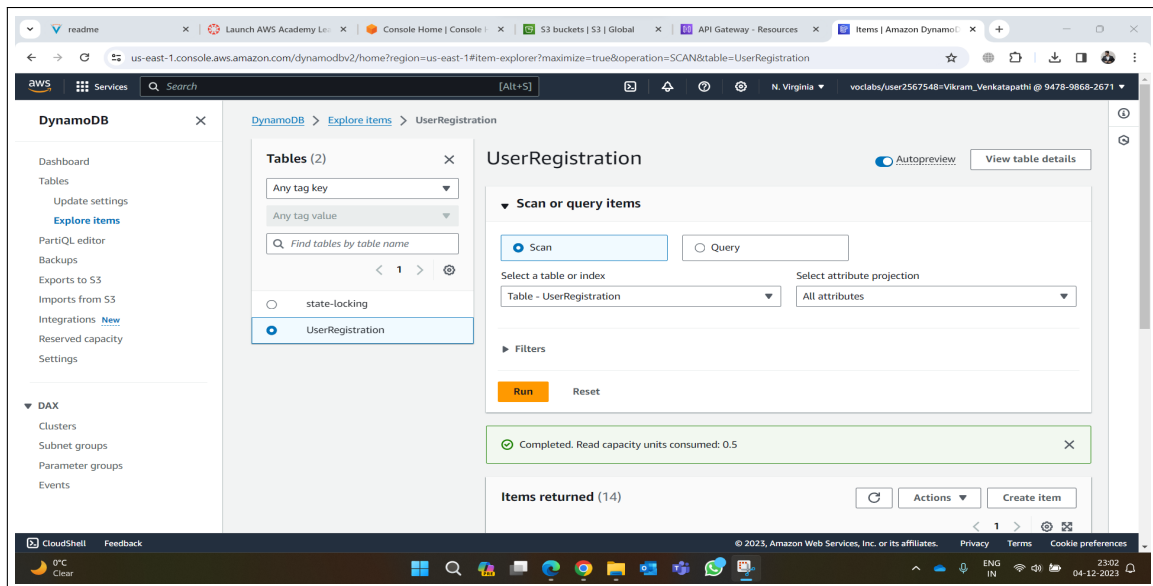 readme
Launch AWS Academy Le
Console Home | Console
S3 buckets | S3 | Global
API Gateway - Resources
Items | Amazon Dynamo
us-east-1.console.aws.amazon.com/dynamodbv2/home?region=us-east-1#item-explorer?maximize=true&operation=SCAN&table=UserRegistration
aws Services Search [Alt+S] N. Virginia voclabs/user2567548=Vikram_Venkatapathi @ 9478-9868-2671
DynamoDB
Dashboard
Tables
Update settings
Explore items
PartiQL editor
Backups
Exports to S3
Imports from S3
Integrations New
Reserved capacity
Settings
DAX
Clusters
Subnet groups
Parameter groups
Events
DynamoDB > Explore items > UserRegistration
Tables (2)
Any tag key
Any tag value
Find tables by table name
1
state-locking
UserRegistration
UserRegistration
Autopreview
View table details
Scan or query items
Scan
Query
Select a table or index
Select attribute projection
Table - UserRegistration
All attributes
Filters
Run
Reset
Completed. Read capacity units consumed: 0.5
Items returned (14)
Actions
Create item
1
CloudShell Feedback © 2023, Amazon Web Services, Inc. or its affiliates. Privacy Terms Cookie preferences
0°C
Clear
ENG
IN
23:02
04-12-2023